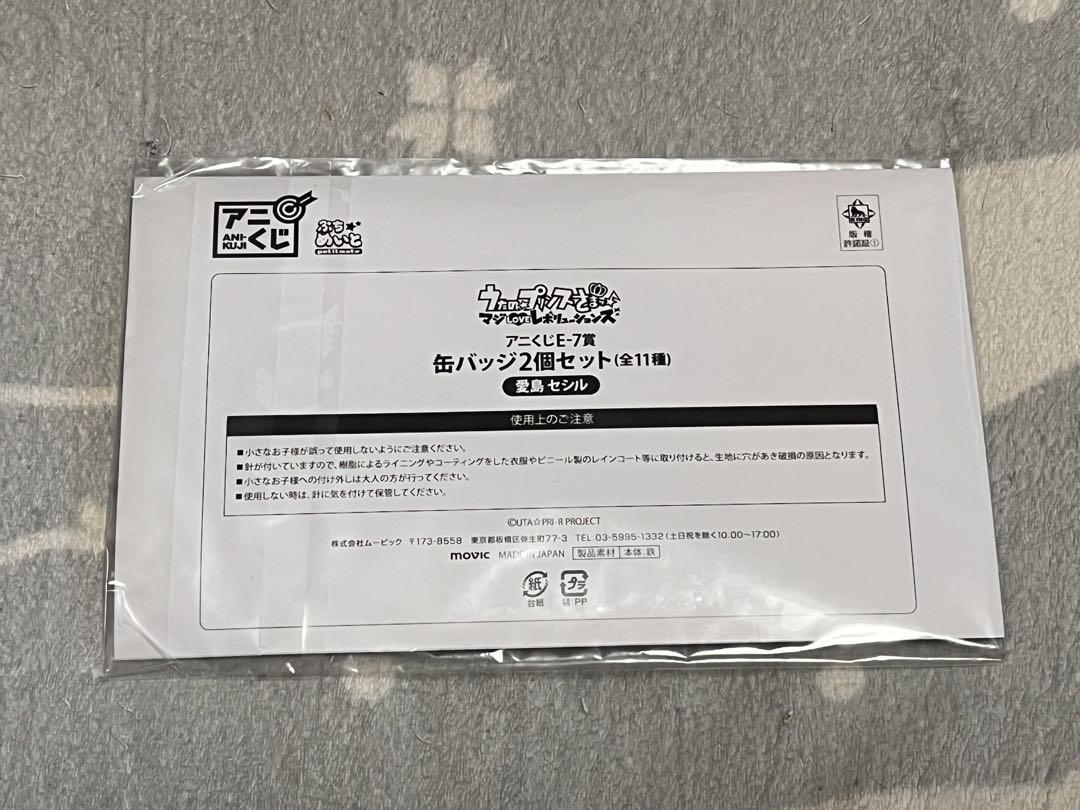 アニくじ
ANI-KUJI
ぷちめいと
petitmate
版権
許諾証①
うたの☆プリンスさまっ♪
マジLOVEレボリューションズ
アニくじE-7賞
缶バッジ2個セット(全11種)
愛島 セシル
使用上のご注意
■小さなお子様が誤って使用しないようにご注意ください。
■針が付いていますので、樹脂によるライニングやコーティングをした衣服やビニール製のレインコート等に取り付けると、生地に穴があき破損の原因となります。
■小さなお子様への付け外しは大人の方が行ってください。
■使用しない時は、針に気を付けて保管してください。
©UTA☆PRI-R PROJECT
株式会社ムービック 〒173-8558 東京都板橋区弥生町77-3 TEL.03-5995-1332(土日祝を除く10:00〜17:00)
movic MADE IN JAPAN 製品素材 本体:鉄
紙 プラ
台紙 袋:PP